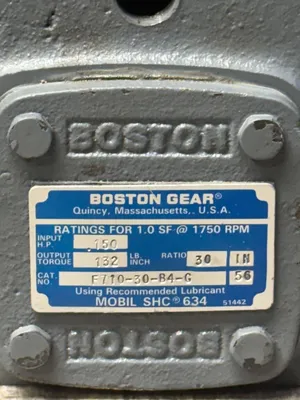 BOSTON
BOSTON GEAR®
Quincy, Massachusetts., U.S.A.
RATINGS FOR 1.0 SF @ 1750 RPM
INPUT H.P. .150
OUTPUT TORQUE 132 LB. INCH RATIO 30 IN
CAT. NO. F710-30-B4-G 56
Using Recommended Lubricant
MOBIL SHC® 634 51442
BOSTON